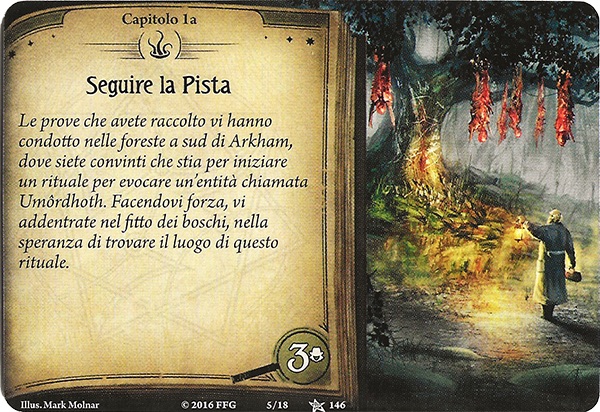 Capitolo 1a
Seguire la Pista
Le prove che avete raccolto vi hanno
condotto nelle foreste a sud di Arkham,
dove siete convinti che stia per iniziare
un rituale per evocare un'entità chiamata
Umôrdhoth. Facendovi forza, vi
addentrate nel fitto dei boschi, nella
speranza di trovare il luogo di questo
rituale.
3
Illus. Mark Molnar © 2016 FFG 5/18 146